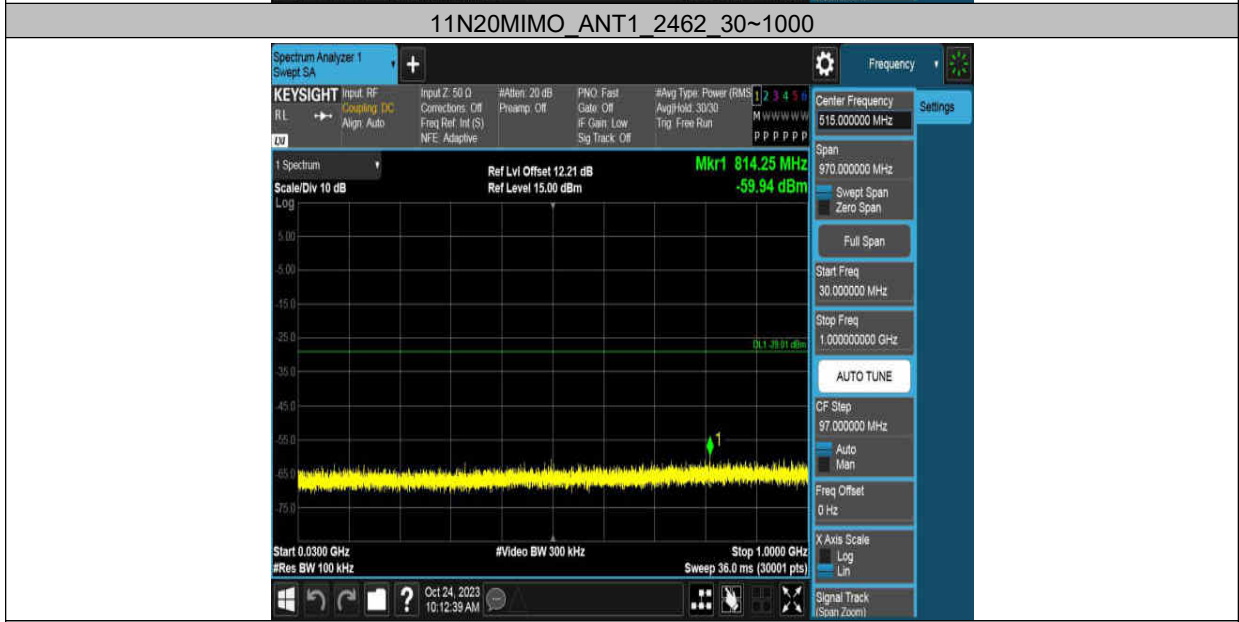 11N20MIMO_ANT1_2462_30~1000
Spectrum Analyzer 1
Swept SA
+
Frequency
KEYSIGHT
RL
LXI
Input: RF
Coupling: DC
Align: Auto
Input Z: 50 Ω
Corrections: Off
Freq Ref: Int (S)
NFE: Adaptive
#Atten: 20 dB
Preamp: Off
PNO: Fast
Gate: Off
IF Gain: Low
Sig Track: Off
#Avg Type: Power (RMS
Avg|Hold: 30/30
Trig: Free Run
1 2 3 4 5 6
M W W W W W
P P P P P P
Center Frequency
515.000000 MHz
Settings
1 Spectrum
Scale/Div 10 dB
Log
Ref Lvl Offset 12.21 dB
Ref Level 15.00 dBm
Mkr1 814.25 MHz
-59.94 dBm
5.00
-5.00
-15.0
-25.0
-35.0
-45.0
-55.0
-65.0
-75.0
DL1 -29.01 dBm
1
Start 0.0300 GHz
#Res BW 100 kHz
#Video BW 300 kHz
Stop 1.0000 GHz
Sweep 36.0 ms (30001 pts)
Span
970.000000 MHz
Swept Span
Zero Span
Full Span
Start Freq
30.000000 MHz
Stop Freq
1.000000000 GHz
AUTO TUNE
CF Step
97.000000 MHz
Auto
Man
Freq Offset
0 Hz
X Axis Scale
Log
Lin
Signal Track
(Span Zoom)
?
Oct 24, 2023
10:12:39 AM